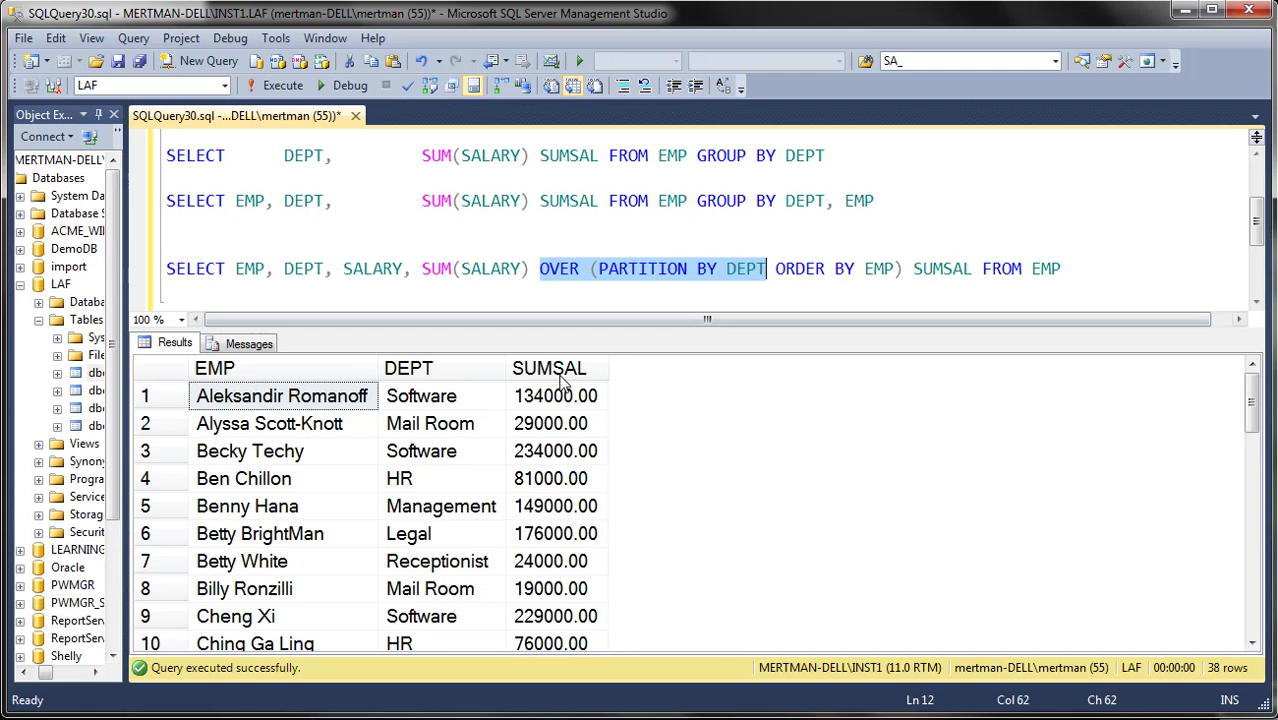 SQLQuery30.sql - MERTMAN-DELL\INST1.LAF (mertman-DELL\mertman (55))* - Microsoft SQL Server Management Studio
File Edit View Query Project Debug Tools Window Help
New Query SA_
LAF Execute Debug
Object Ex... SQLQuery30.sql -...DELL\mertman (55))*
Connect
MERTMAN-DELL\
Databases
System Da
Database S
ACME_WI
DemoDB
import
LAF
Databa
Tables
Sys
File
db
db
db
db
Views
Synony
Progra
Service
Storag
Securit
LEARNING
Oracle
PWMGR
PWMGR_S
ReportServ
ReportServ
Shelly
SELECT DEPT, SUM(SALARY) SUMSAL FROM EMP GROUP BY DEPT
SELECT EMP, DEPT, SUM(SALARY) SUMSAL FROM EMP GROUP BY DEPT, EMP
SELECT EMP, DEPT, SALARY, SUM(SALARY) OVER (PARTITION BY DEPT ORDER BY EMP) SUMSAL FROM EMP
100 %
Results Messages
EMP DEPT SUMSAL
1 Aleksandir Romanoff Software 134000.00
2 Alyssa Scott-Knott Mail Room 29000.00
3 Becky Techy Software 234000.00
4 Ben Chillon HR 81000.00
5 Benny Hana Management 149000.00
6 Betty BrightMan Legal 176000.00
7 Betty White Receptionist 24000.00
8 Billy Ronzilli Mail Room 19000.00
9 Cheng Xi Software 229000.00
10 Ching Ga Ling HR 76000.00
Query executed successfully. MERTMAN-DELL\INST1 (11.0 RTM) mertman-DELL\mertman (55) LAF 00:00:00 38 rows
Ready Ln 12 Col 62 Ch 62 INS